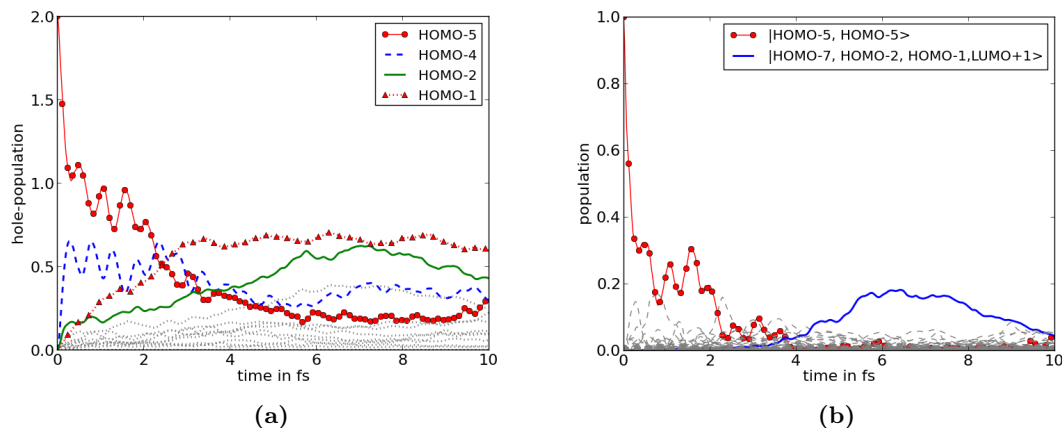 2.0
1.5
1.0
0.5
0.0
hole-population
0
2
4
6
8
10
time in fs
HOMO-5
HOMO-4
HOMO-2
HOMO-1
(a)
1.0
0.8
0.6
0.4
0.2
0.0
population
0
2
4
6
8
10
time in fs
|HOMO-5, HOMO-5>
|HOMO-7, HOMO-2, HOMO-1,LUMO+1>
(b)